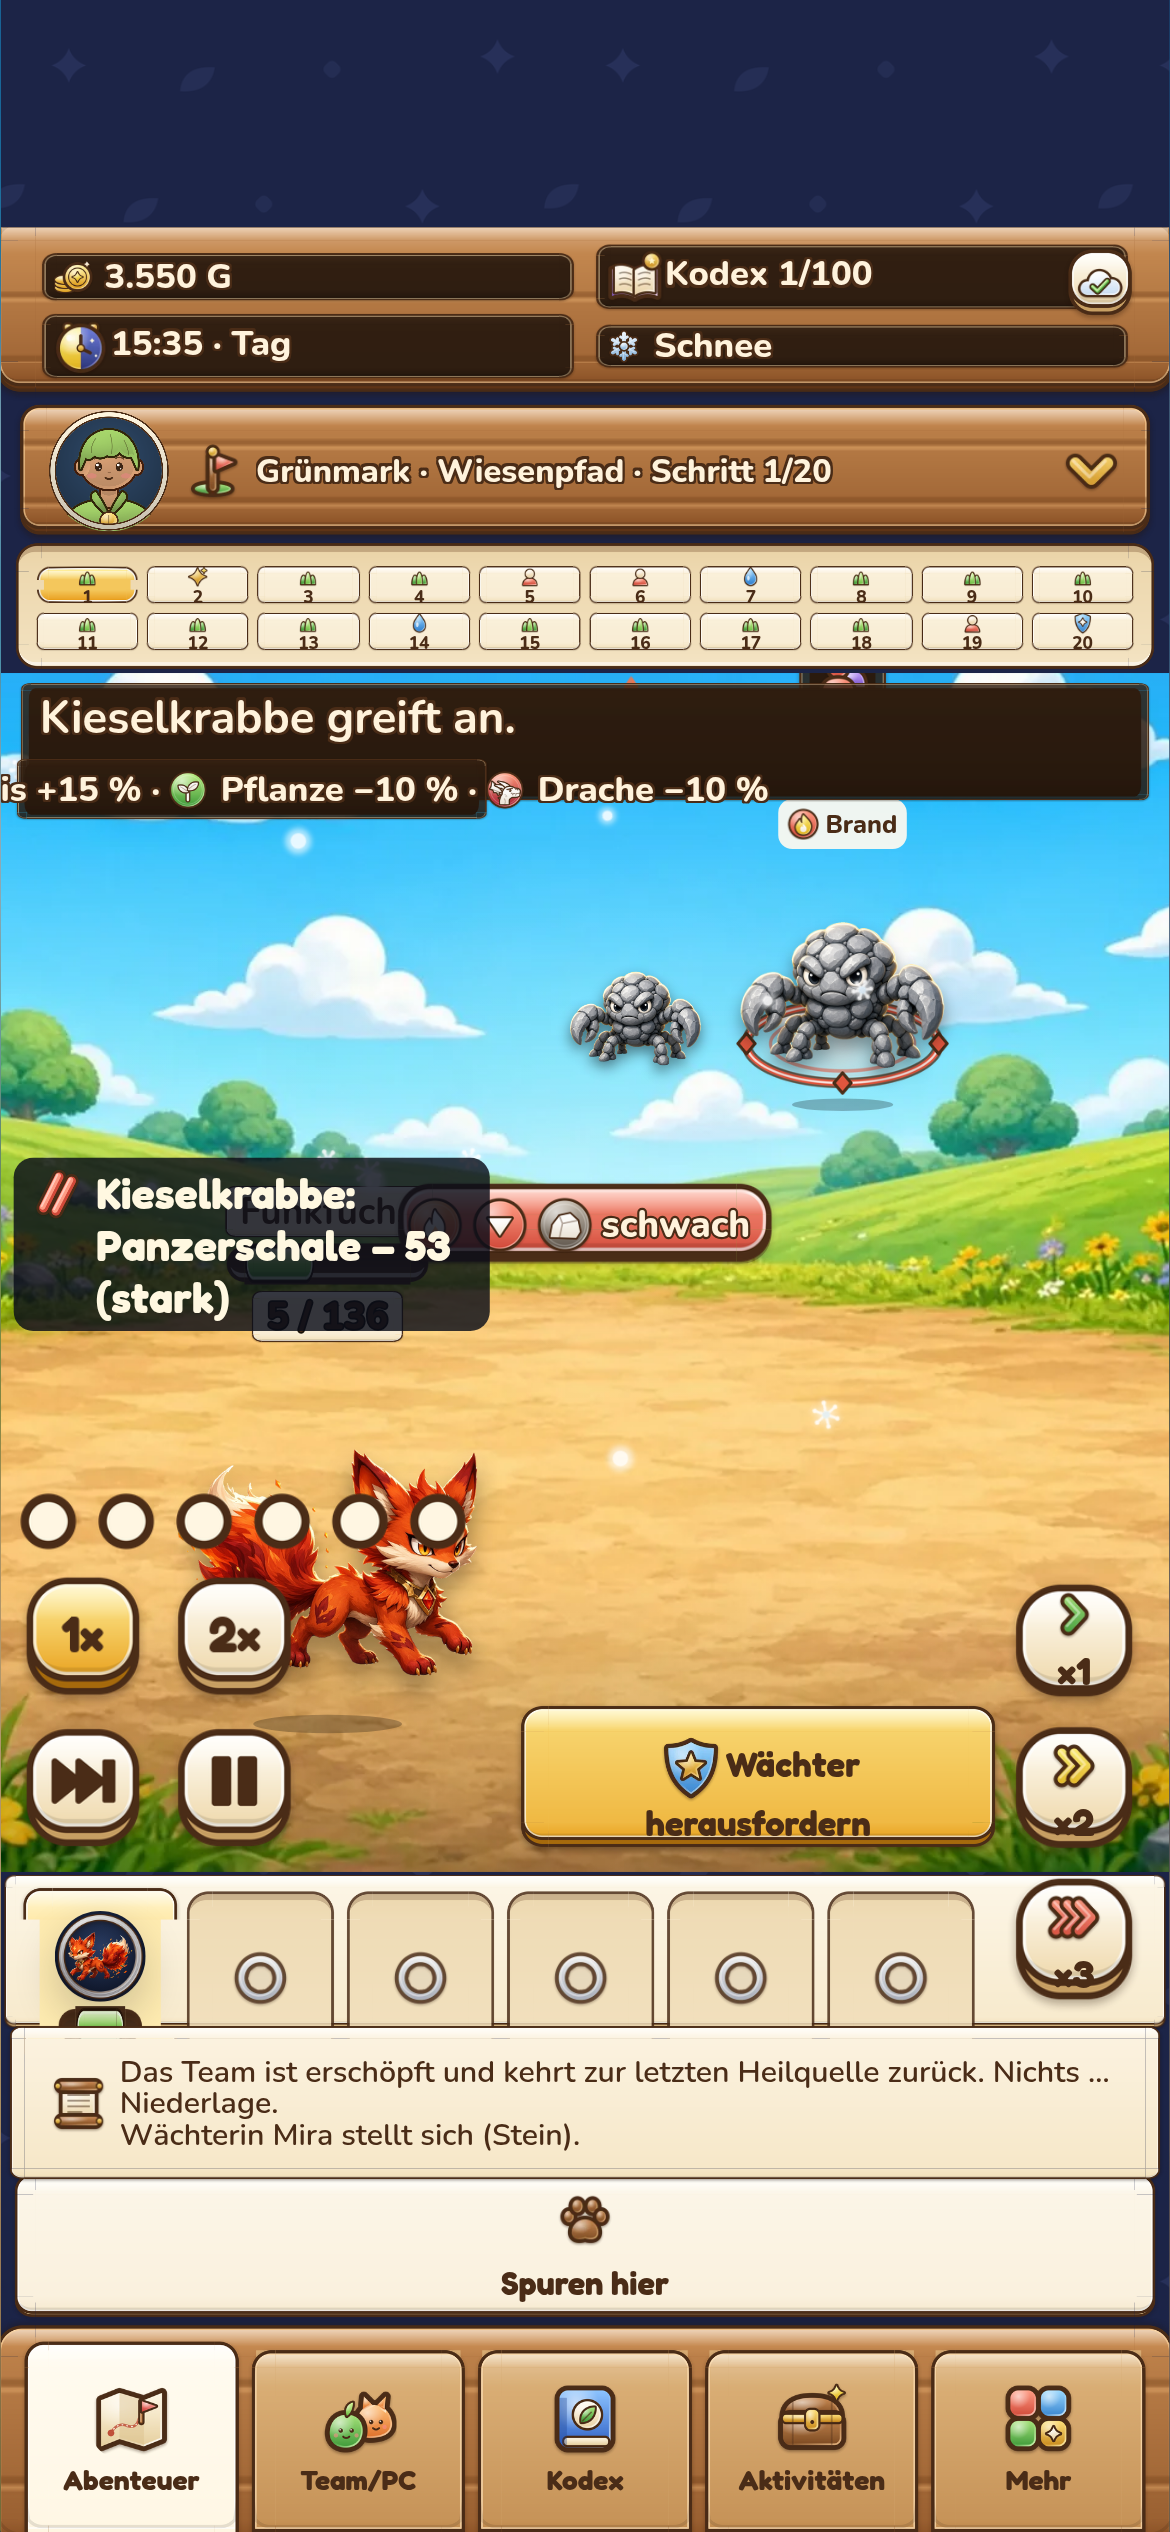 3.550 G
Kodex 1/100
15:35 · Tag
Schnee
Grünmark · Wiesenpfad · Schritt 1/20
1 2 3 4 5 6 7 8 9 10
11 12 13 14 15 16 17 18 19 20
Kieselkrabbe greift an.
is +15 % · Pflanze −10 % · Drache −10 %
Brand
Kieselkrabbe:
Panzerschale – 53
(stark)
Funkfuch
schwach
5 / 136
1x
2x
x1
Wächter
herausfordern
x2
x3
Das Team ist erschöpft und kehrt zur letzten Heilquelle zurück. Nichts ...
Niederlage.
Wächterin Mira stellt sich (Stein).
Spuren hier
Abenteuer
Team/PC
Kodex
Aktivitäten
Mehr